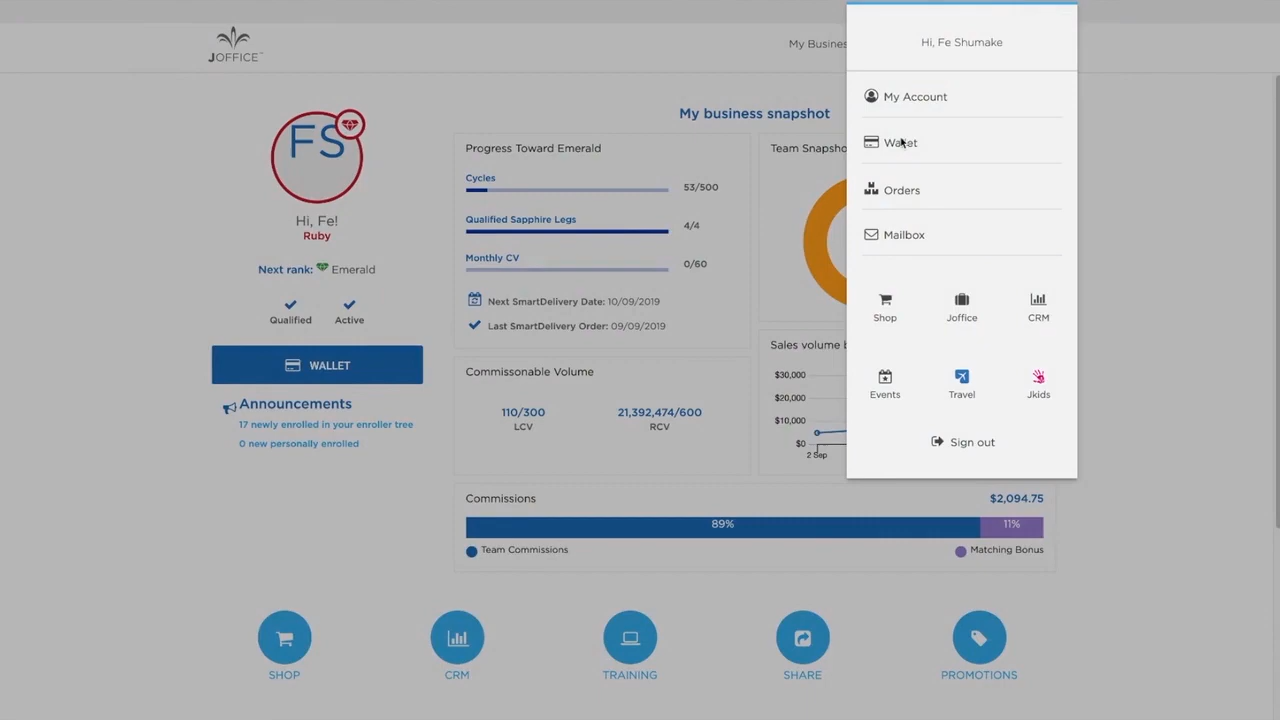 JOFFICE™
My Busines
Hi, Fe Shumake
My Account
Wallet
Orders
Mailbox
Shop
Joffice
CRM
Events
Travel
Jkids
Sign out
FS
Hi, Fe!
Ruby
Next rank: Emerald
Qualified
Active
WALLET
Announcements
17 newly enrolled in your enroller tree
0 new personally enrolled
My business snapshot
Progress Toward Emerald
Cycles
53/500
Qualified Sapphire Legs
4/4
Monthly CV
0/60
Next SmartDelivery Date: 10/09/2019
Last SmartDelivery Order: 09/09/2019
Team Snapsho
Commissonable Volume
110/300
LCV
21,392,474/600
RCV
Sales volume b
$30,000
$20,000
$10,000
$0
2 Sep
Commissions
$2,094.75
89%
11%
Team Commissions
Matching Bonus
SHOP
CRM
TRAINING
SHARE
PROMOTIONS